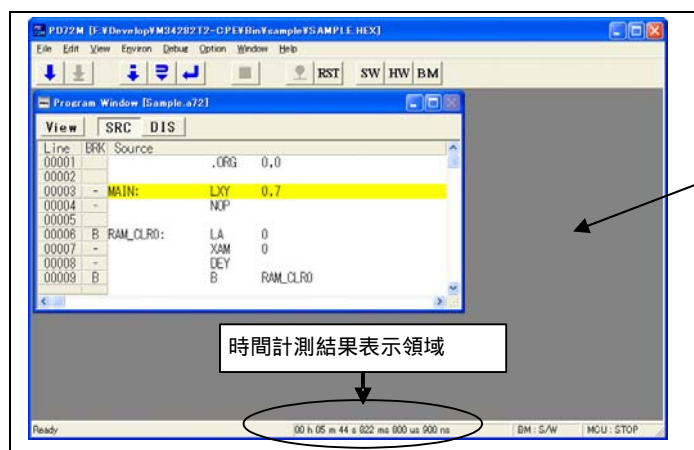 PD72M [F:¥Develop¥M34282T2-CPE¥Bin¥sample¥SAMPLE.HEX]
File Edit View Environ Debug Option Window Help
RST SW HW BM
Program Window [Sample.a72]
View SRC DIS
Line BRK Source
00001 .ORG 0,0
00002
00003 - MAIN: LXY 0,7
00004 - NOP
00005
00006 B RAM_CLR0: LA 0
00007 - XAM 0
00008 - DEY
00009 B B RAM_CLR0
時間計測結果表示領域
Ready 00 h 05 m 44 s 822 ms 800 us 900 ns BM : S/W MCU : STOP